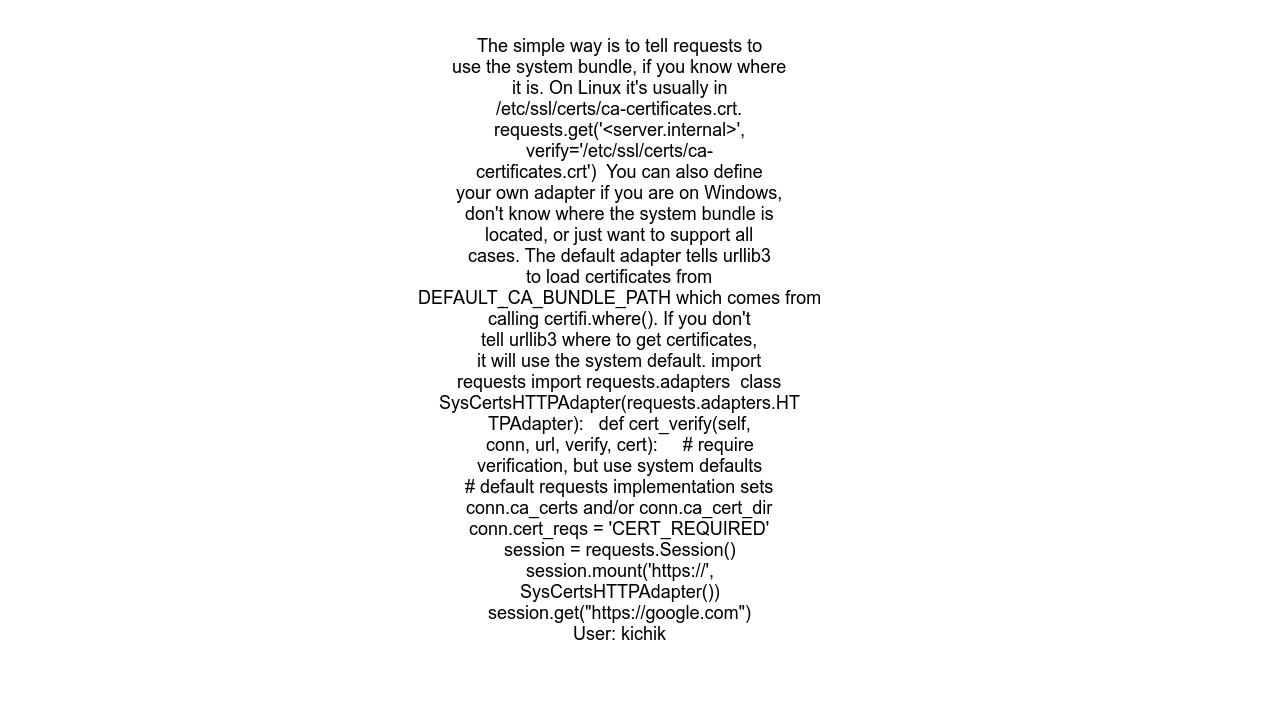 The simple way is to tell requests to
use the system bundle, if you know where
it is. On Linux it's usually in
/etc/ssl/certs/ca-certificates.crt.
requests.get('<server.internal>',
verify='/etc/ssl/certs/ca-
certificates.crt')  You can also define
your own adapter if you are on Windows,
don't know where the system bundle is
located, or just want to support all
cases. The default adapter tells urllib3
to load certificates from
DEFAULT_CA_BUNDLE_PATH which comes from
calling certifi.where(). If you don't
tell urllib3 where to get certificates,
it will use the system default. import
requests import requests.adapters  class
SysCertsHTTPAdapter(requests.adapters.HT
TPAdapter):   def cert_verify(self,
conn, url, verify, cert):     # require
verification, but use system defaults
# default requests implementation sets
conn.ca_certs and/or conn.ca_cert_dir
conn.cert_reqs = 'CERT_REQUIRED'
session = requests.Session()
session.mount('https://',
SysCertsHTTPAdapter())
session.get("https://google.com")
User: kichik